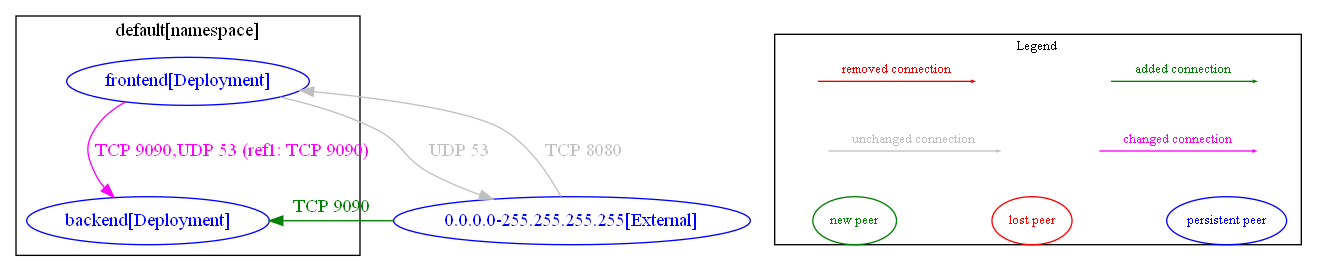 default[namespace]
frontend[Deployment]
TCP 9090,UDP 53 (ref1: TCP 9090)
UDP 53
TCP 8080
backend[Deployment]
TCP 9090
0.0.0.0-255.255.255.255[External]
Legend
removed connection
added connection
unchanged connection
changed connection
new peer
lost peer
persistent peer